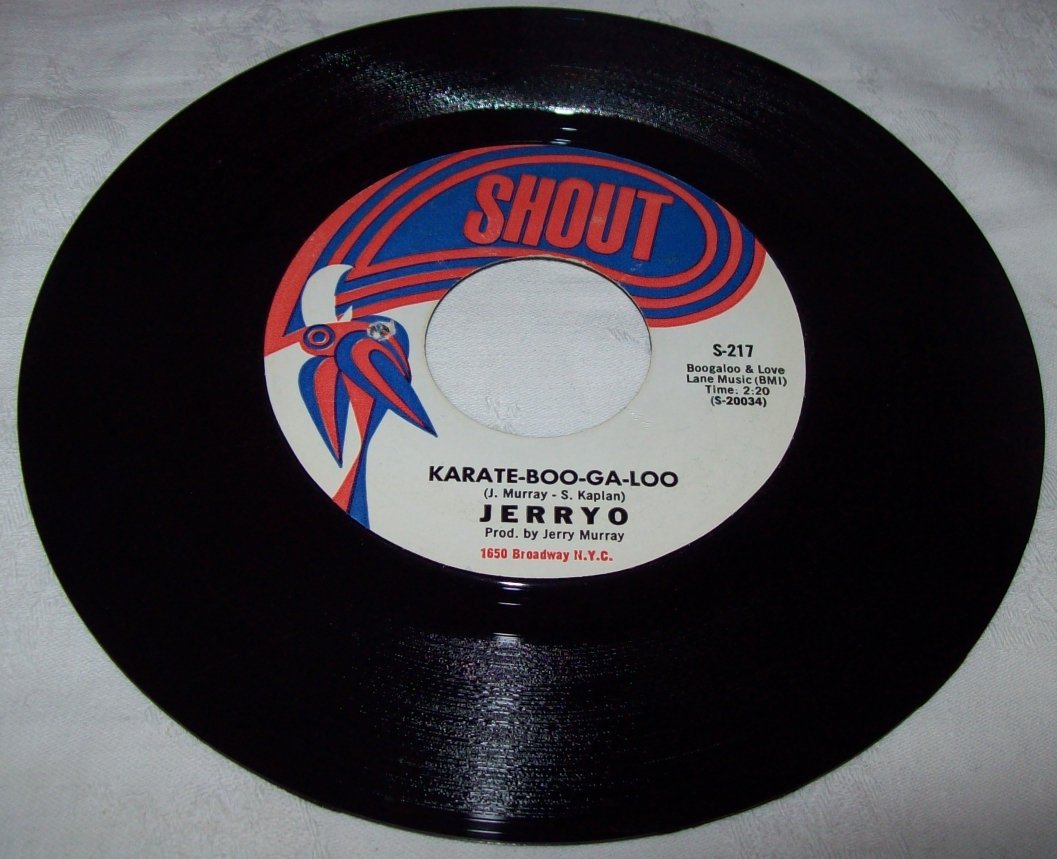 SHOUT
S-217
Boogaloo & Love
Lane Music (BMI)
Time: 2:20
(S-20034)
KARATE-BOO-GA-LOO
(J. Murray - S. Kaplan)
JERRYO
Prod. by Jerry Murray
1650 Broadway N.Y.C.